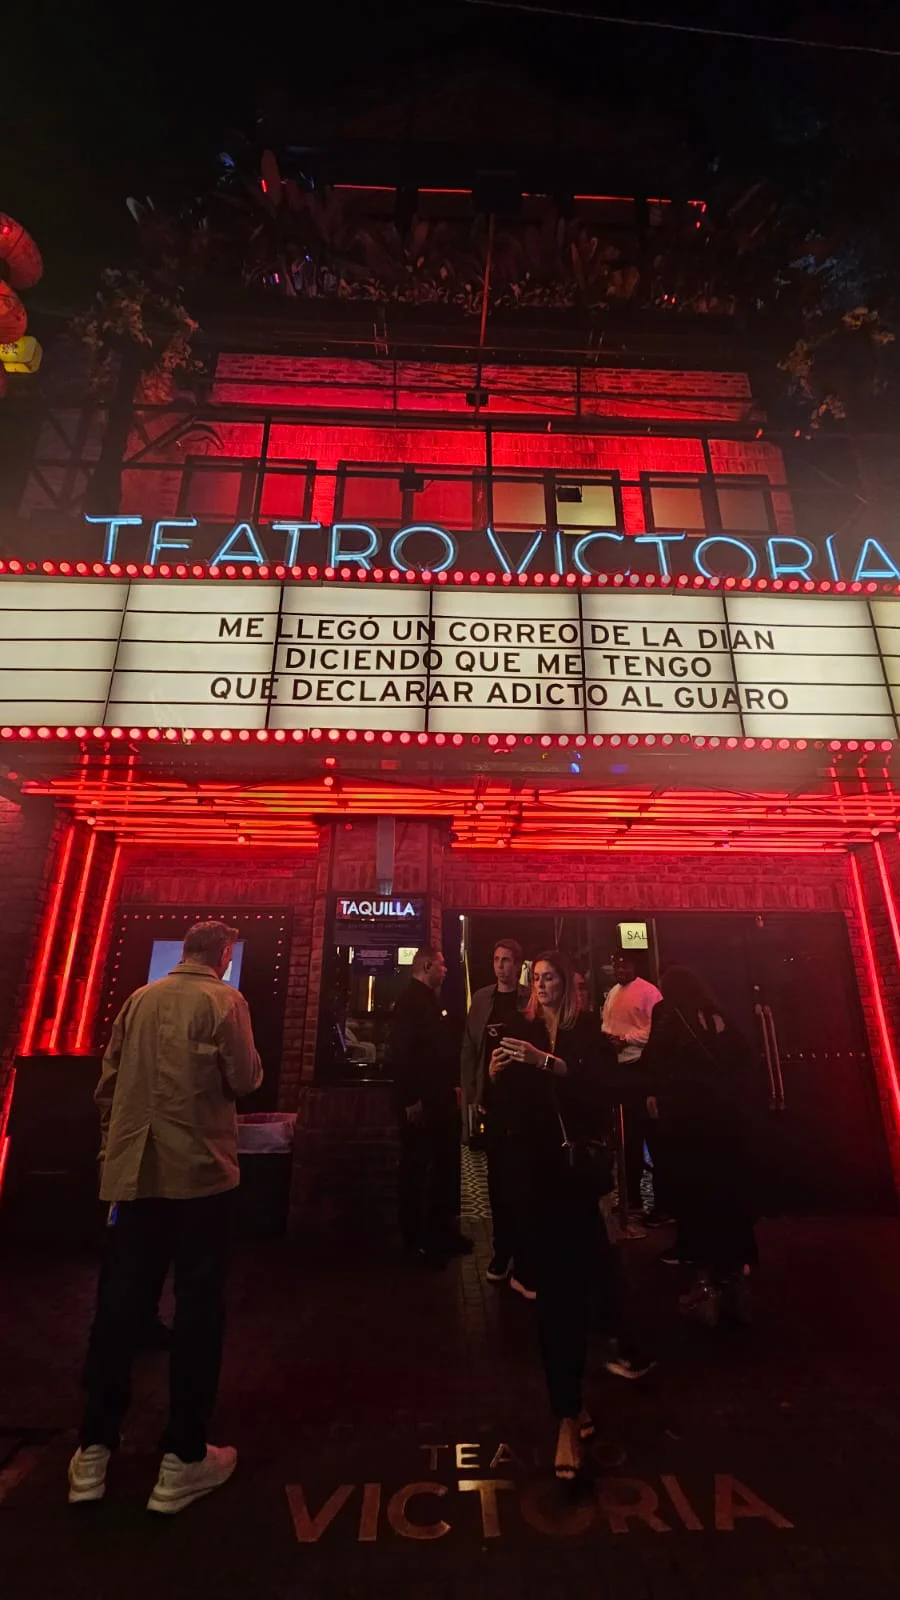 TEATRO VICTORIA
ME LLEGÓ UN CORREO DE LA DIAN
DICIENDO QUE ME TENGO
QUE DECLARAR ADICTO AL GUARO
TAQUILLA
SAL
VICTORIA